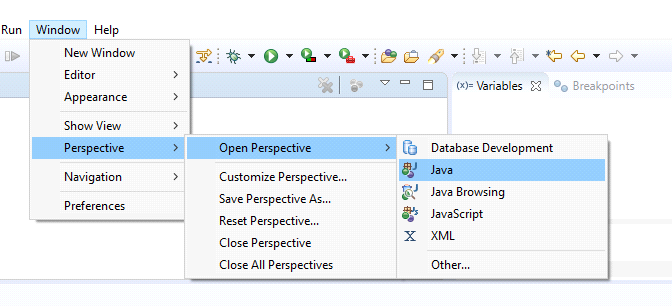 Run Window Help
(x)= Variables Breakpoints
New Window
Editor
Appearance
Show View
Perspective
Navigation
Preferences
Open Perspective
Customize Perspective...
Save Perspective As...
Reset Perspective...
Close Perspective
Close All Perspectives
Database Development
Java
Java Browsing
JavaScript
X XML
Other...